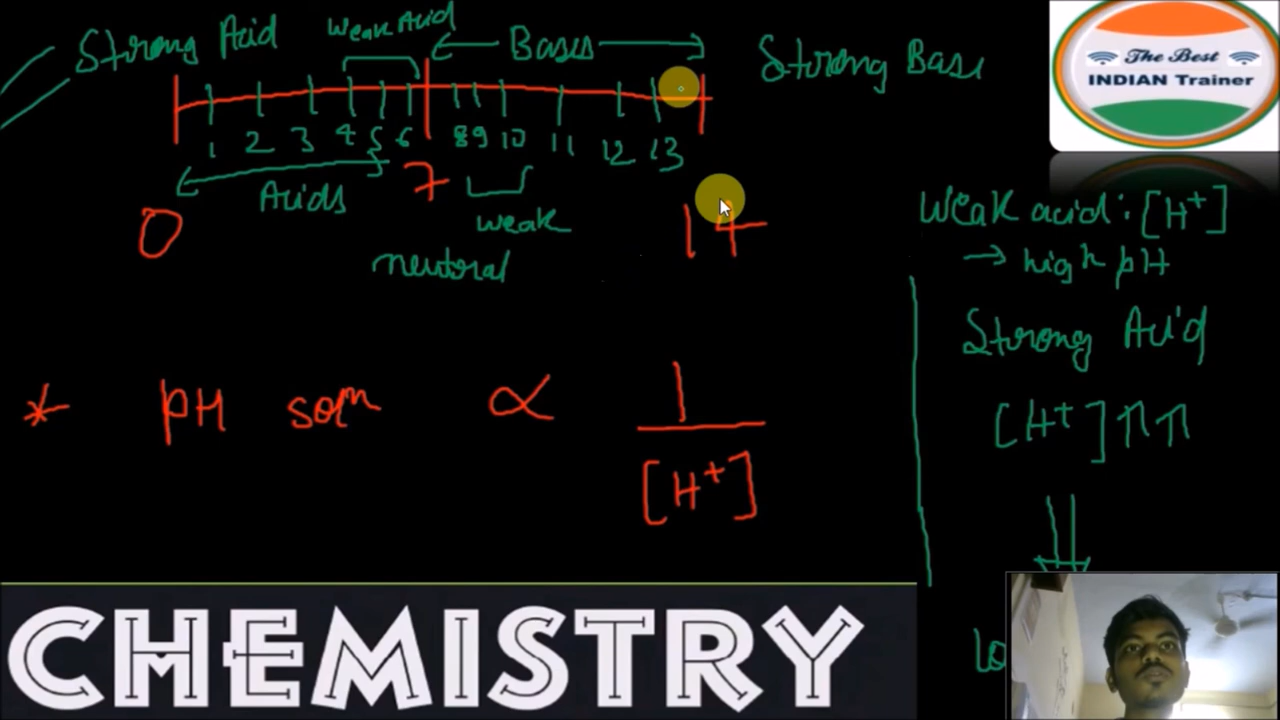 Strong Acid
Weak Acid
Bases
Strong Base
1 2 3 4 5 6 8 9 10 11 12 13
Acids
7
weak
0
14
neutral
* pH soln ∝ 1
[H+]
The Best
INDIAN Trainer
Weak acid: [H+]
→ high pH
Strong Acid
[H+] ↑↑
CHEMISTRY